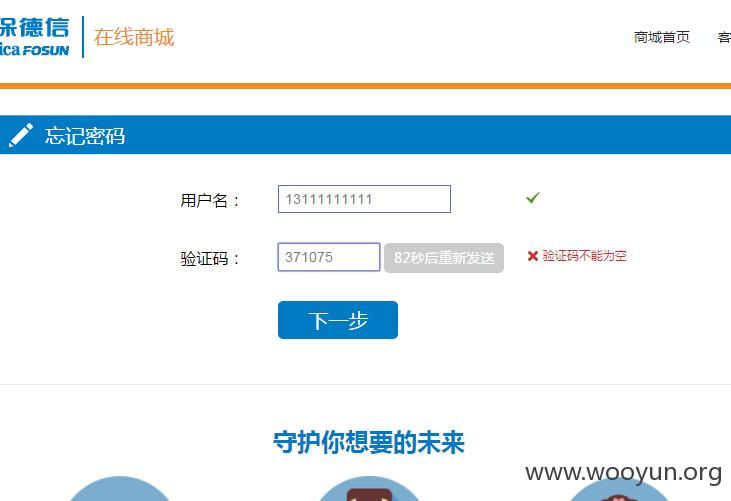 保德信
ica FOSUN
在线商城
商城首页 客
忘记密码
用户名： 13111111111
验证码： 371075 82秒后重新发送 验证码不能为空
下一步
守护你想要的未来
www.wooyun.org